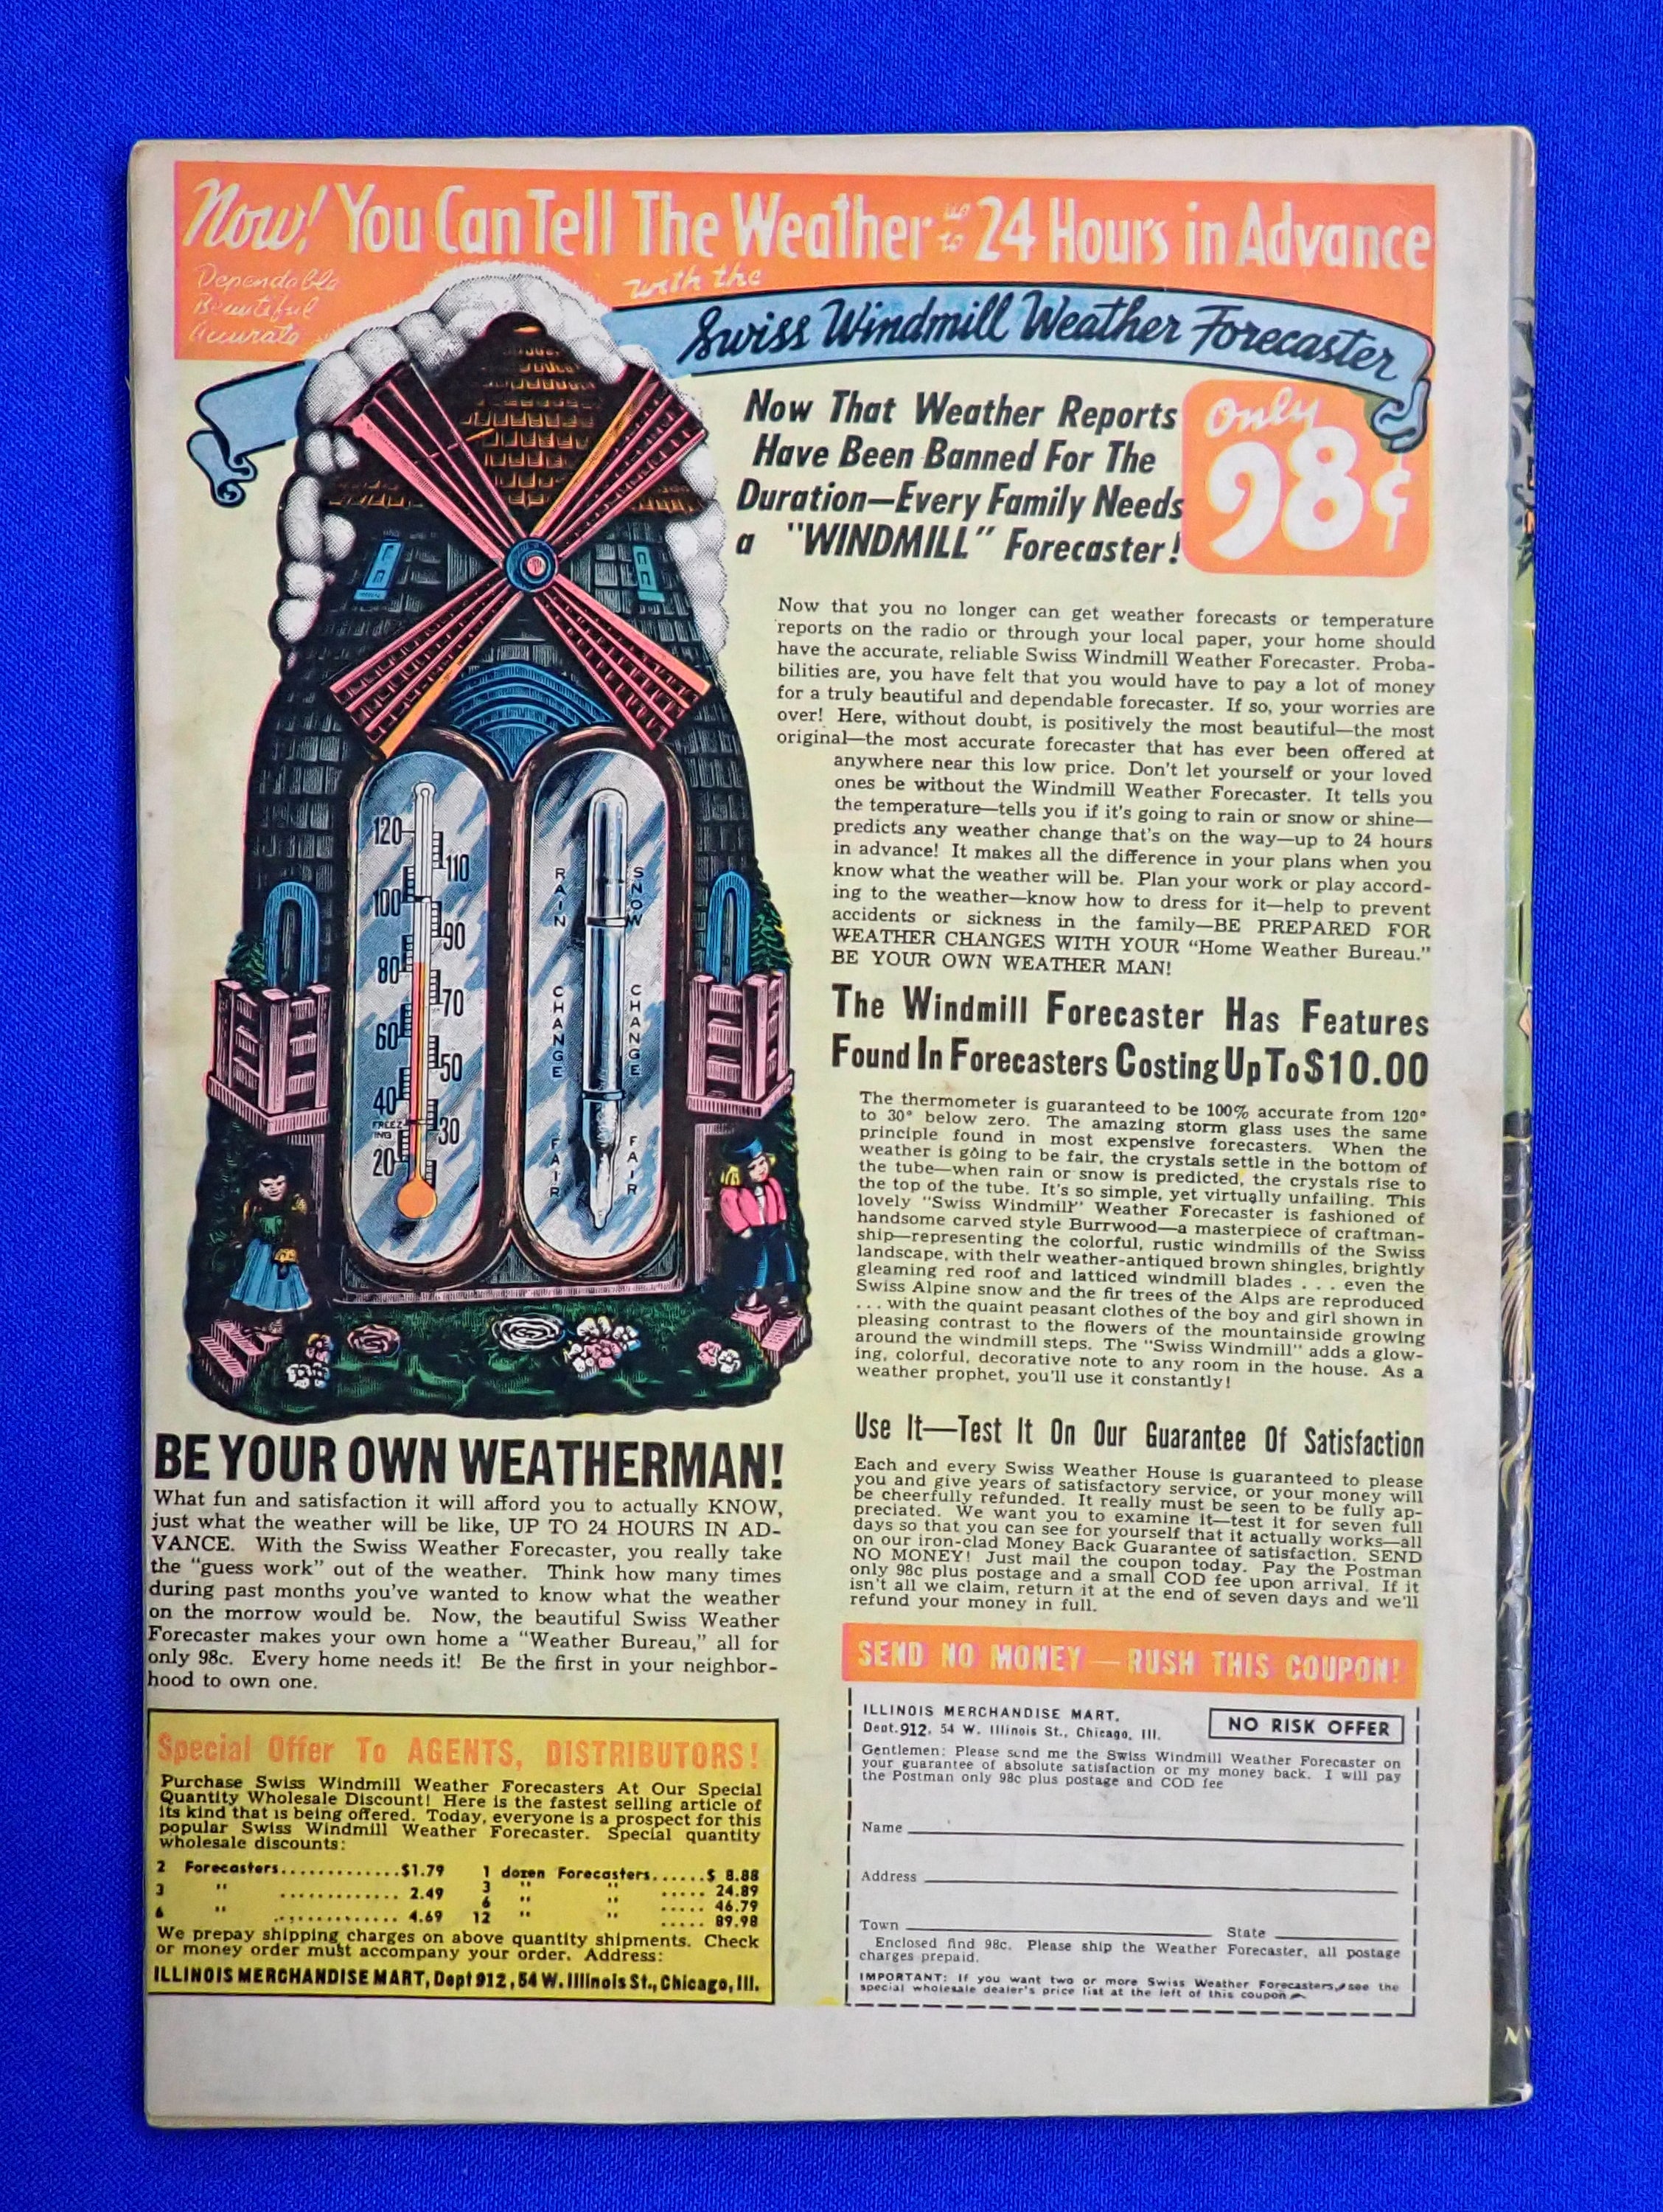 Now! You Can Tell The Weather up to 24 Hours in Advance
Dependable
Beautiful
Accurate
with the
Swiss Windmill Weather Forecaster
Now That Weather Reports
Have Been Banned For The
Duration—Every Family Needs
a "WINDMILL" Forecaster!
Only
98¢
Now that you no longer can get weather forecasts or temperature
reports on the radio or through your local paper, your home should
have the accurate, reliable Swiss Windmill Weather Forecaster. Proba-
bilities are, you have felt that you would have to pay a lot of money
for a truly beautiful and dependable forecaster. If so, your worries are
over! Here, without doubt, is positively the most beautiful—the most
original—the most accurate forecaster that has ever been offered at
anywhere near this low price. Don't let yourself or your loved
ones be without the Windmill Weather Forecaster. It tells you
the temperature—tells you if it's going to rain or snow or shine—
predicts any weather change that's on the way—up to 24 hours
in advance! It makes all the difference in your plans when you
know what the weather will be. Plan your work or play accord-
ing to the weather—know how to dress for it—help to prevent
accidents or sickness in the family—BE PREPARED FOR
WEATHER CHANGES WITH YOUR "Home Weather Bureau."
BE YOUR OWN WEATHER MAN!
120
110
100
90
80
70
60
50
40
FREEZ
ING
30
20
RAIN
SNOW
CHANGE
CHANGE
FAIR
FAIR
The Windmill Forecaster Has Features
Found In Forecasters Costing Up To $10.00
The thermometer is guaranteed to be 100% accurate from 120°
to 30° below zero. The amazing storm glass uses the same
principle found in most expensive forecasters. When the
weather is going to be fair, the crystals settle in the bottom of
the tube—when rain or snow is predicted, the crystals rise to
the top of the tube. It's so simple, yet virtually unfailing. This
lovely "Swiss Windmill" Weather Forecaster is fashioned of
handsome carved style Burrwood—a masterpiece of craftman-
ship—representing the colorful, rustic windmills of the Swiss
landscape, with their weather-antiqued brown shingles, brightly
gleaming red roof and latticed windmill blades . . . even the
Swiss Alpine snow and the fir trees of the Alps are reproduced
. . . with the quaint peasant clothes of the boy and girl shown in
pleasing contrast to the flowers of the mountainside growing
around the windmill steps. The "Swiss Windmill" adds a glow-
ing, colorful, decorative note to any room in the house. As a
weather prophet, you'll use it constantly!
Use It—Test It On Our Guarantee Of Satisfaction
Each and every Swiss Weather House is guaranteed to please
you and give years of satisfactory service, or your money will
be cheerfully refunded. It really must be seen to be fully ap-
preciated. We want you to examine it—test it for seven full
days so that you can see for yourself that it actually works—all
on our iron-clad Money Back Guarantee of satisfaction. SEND
NO MONEY! Just mail the coupon today. Pay the Postman
only 98c plus postage and a small COD fee upon arrival. If it
isn't all we claim, return it at the end of seven days and we'll
refund your money in full.
BE YOUR OWN WEATHERMAN!
What fun and satisfaction it will afford you to actually KNOW,
just what the weather will be like, UP TO 24 HOURS IN AD-
VANCE. With the Swiss Weather Forecaster, you really take
the "guess work" out of the weather. Think how many times
during past months you've wanted to know what the weather
on the morrow would be. Now, the beautiful Swiss Weather
Forecaster makes your own home a "Weather Bureau," all for
only 98c. Every home needs it! Be the first in your neighbor-
hood to own one.
Special Offer To AGENTS, DISTRIBUTORS!
Purchase Swiss Windmill Weather Forecasters At Our Special
Quantity Wholesale Discount! Here is the fastest selling article of
its kind that is being offered. Today, everyone is a prospect for this
popular Swiss Windmill Weather Forecaster. Special quantity
wholesale discounts:
2 Forecasters.............$1.79 1 dozen Forecasters......$ 8.88
3 " ............. 2.49 3 " " ..... 24.89
6 " ............. 4.69 6 " " ..... 46.79
12 " " ..... 89.98
We prepay shipping charges on above quantity shipments. Check
or money order must accompany your order. Address:
ILLINOIS MERCHANDISE MART, Dept 912, 54 W. Illinois St., Chicago, Ill.
SEND NO MONEY — RUSH THIS COUPON!
ILLINOIS MERCHANDISE MART,
Dept. 912, 54 W. Illinois St., Chicago, Ill.
NO RISK OFFER
Gentlemen: Please send me the Swiss Windmill Weather Forecaster on
your guarantee of absolute satisfaction or my money back. I will pay
the Postman only 98c plus postage and COD fee
Name
Address
Town State
Enclosed find 98c. Please ship the Weather Forecaster, all postage
charges prepaid.
IMPORTANT: If you want two or more Swiss Weather Forecasters, see the
special wholesale dealer's price list at the left of this coupon